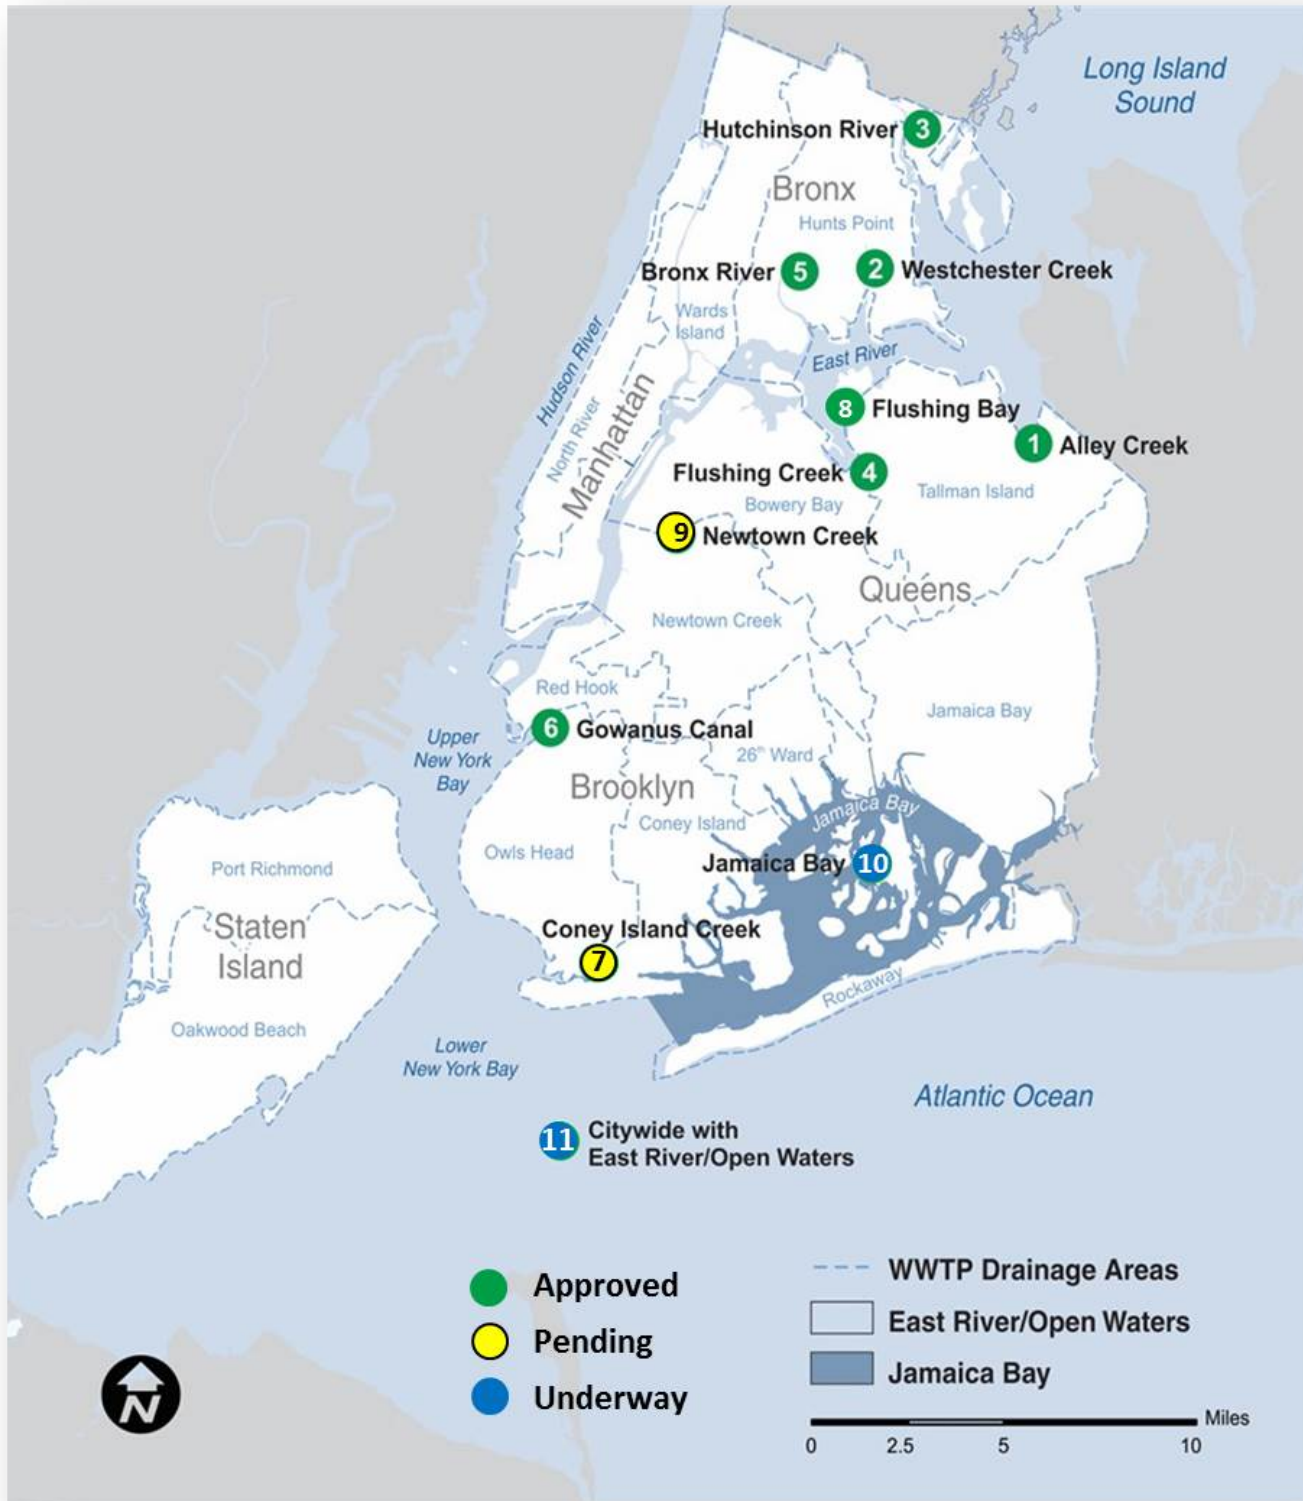 Long Island
Sound
Hutchinson River 3
Bronx
Hunts Point
Bronx River 5
2 Westchester Creek
Wards
Island
Hudson River
East River
North River
Manhattan
8 Flushing Bay
1 Alley Creek
Flushing Creek 4
Tallman Island
Bowery Bay
9 Newtown Creek
Queens
Newtown Creek
Red Hook
Jamaica Bay
6 Gowanus Canal
Upper
New York
Bay
26th Ward
Brooklyn
Jamaica Bay
Coney Island
Owls Head
Jamaica Bay 10
Port Richmond
Staten
Island
Coney Island Creek
7
Rockaway
Oakwood Beach
Lower
New York Bay
Atlantic Ocean
11 Citywide with
East River/Open Waters
Approved
Pending
Underway
WWTP Drainage Areas
East River/Open Waters
Jamaica Bay
N
Miles
0 2.5 5 10